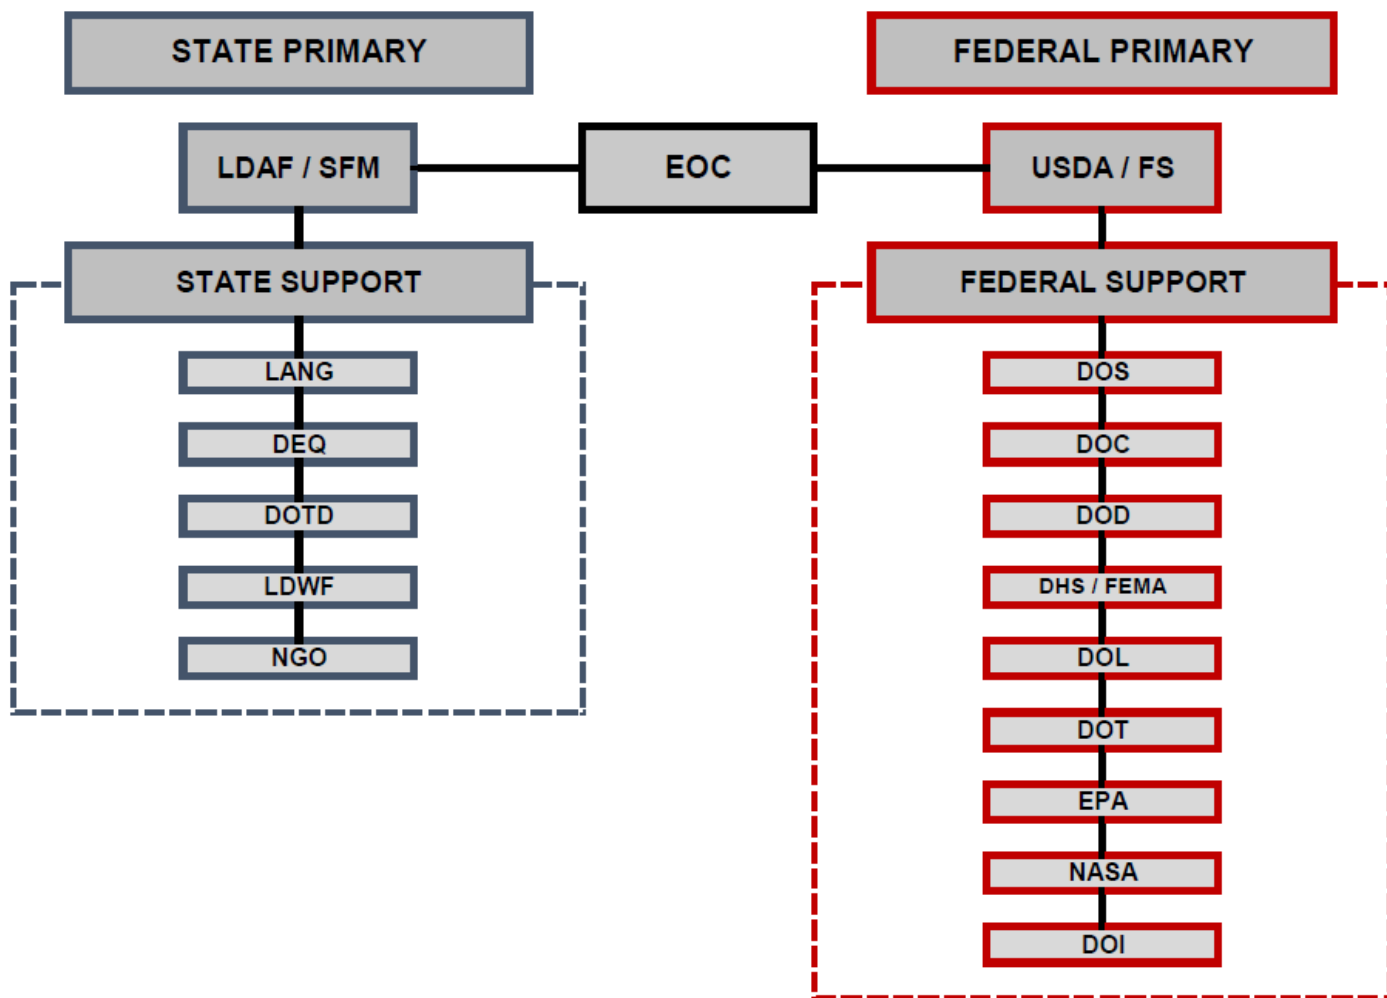 STATE PRIMARY
FEDERAL PRIMARY
LDAF / SFM
EOC
USDA / FS
STATE SUPPORT
FEDERAL SUPPORT
LANG
DEQ
DOTD
LDWF
NGO
DOS
DOC
DOD
DHS / FEMA
DOL
DOT
EPA
NASA
DOI